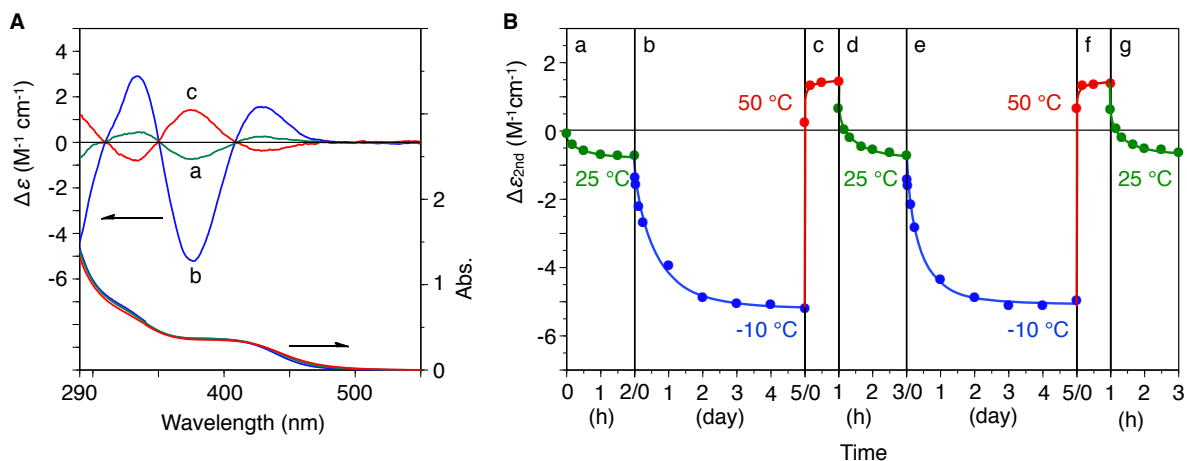 A
Δε (M⁻¹ cm⁻¹)
4
2
0
-2
-4
-6
c
a
b
2
1
0
Abs.
290
400
500
Wavelength (nm)
B
Δε2nd (M⁻¹cm⁻¹)
2
0
-2
-4
-6
a
b
c
d
e
f
g
50 °C
50 °C
25 °C
25 °C
25 °C
-10 °C
-10 °C
0 1 2/0 1 2 3 4 5/0 1 2 3/0 1 2 3 4 5/0 1 2 3
(h) (day) (h) (day) (h)
Time